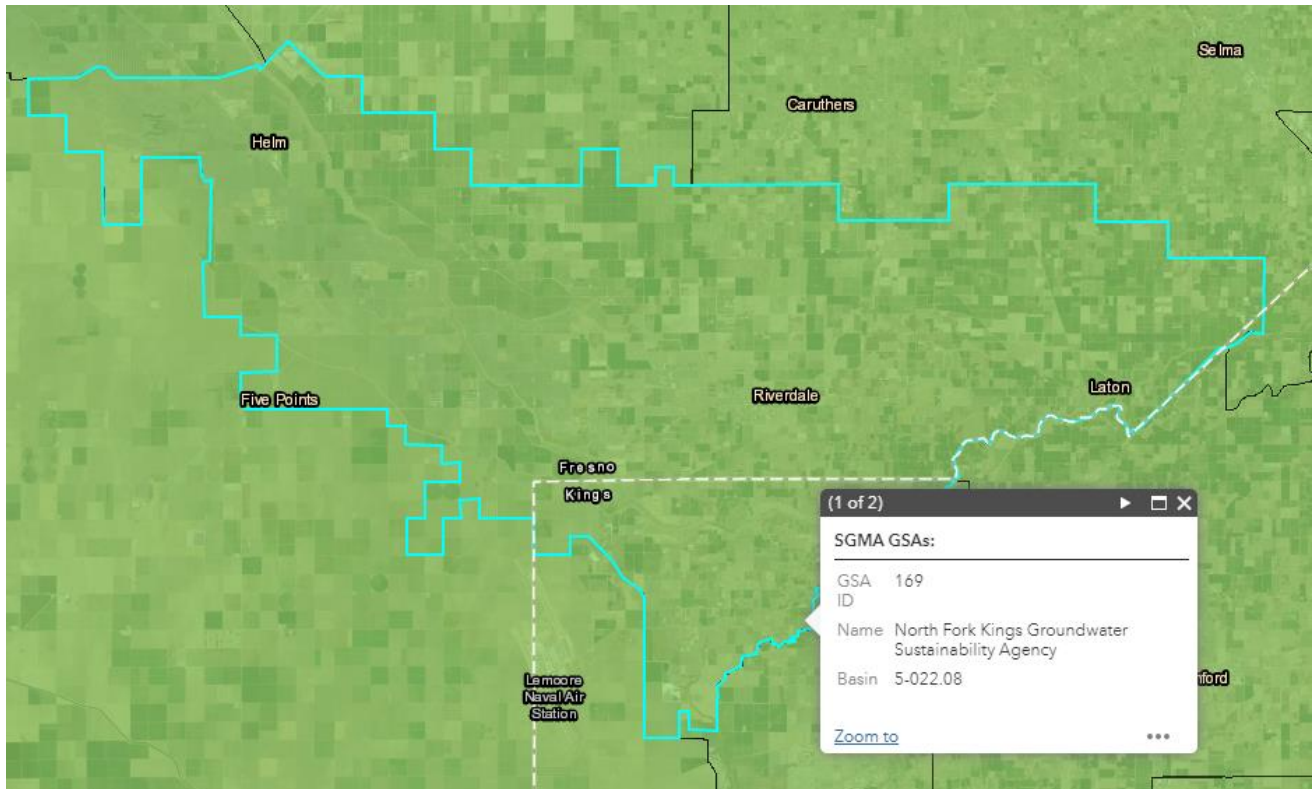 Selma
Caruthers
Helm
Riverdale
Laton
Five Points
Fresno
Kings
(1 of 2)
SGMA GSAs:
GSA ID 169
Name North Fork Kings Groundwater
Sustainability Agency
Basin 5-022.08
Zoom to
Lemoore
Naval Air
Station
nford